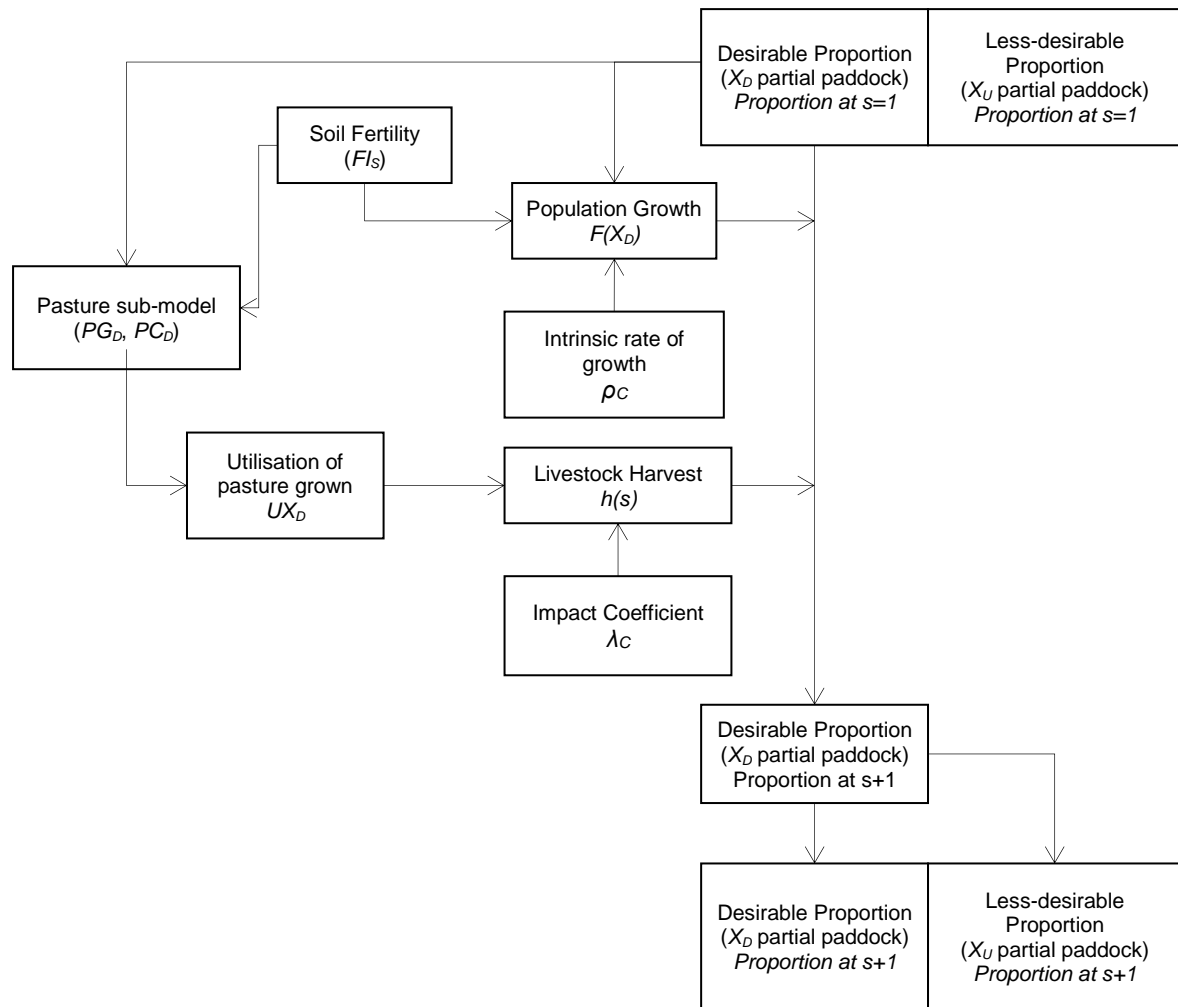 Desirable Proportion
(X_D partial paddock)
Proportion at s=1
Less-desirable
Proportion
(X_U partial paddock)
Proportion at s=1
Soil Fertility
(FI_S)
Population Growth
F(X_D)
Pasture sub-model
(PG_D, PC_D)
Intrinsic rate of
growth
ρ_C
Utilisation of
pasture grown
UX_D
Livestock Harvest
h(s)
Impact Coefficient
λ_C
Desirable Proportion
(X_D partial paddock)
Proportion at s+1
Desirable Proportion
(X_D partial paddock)
Proportion at s+1
Less-desirable
Proportion
(X_U partial paddock)
Proportion at s+1